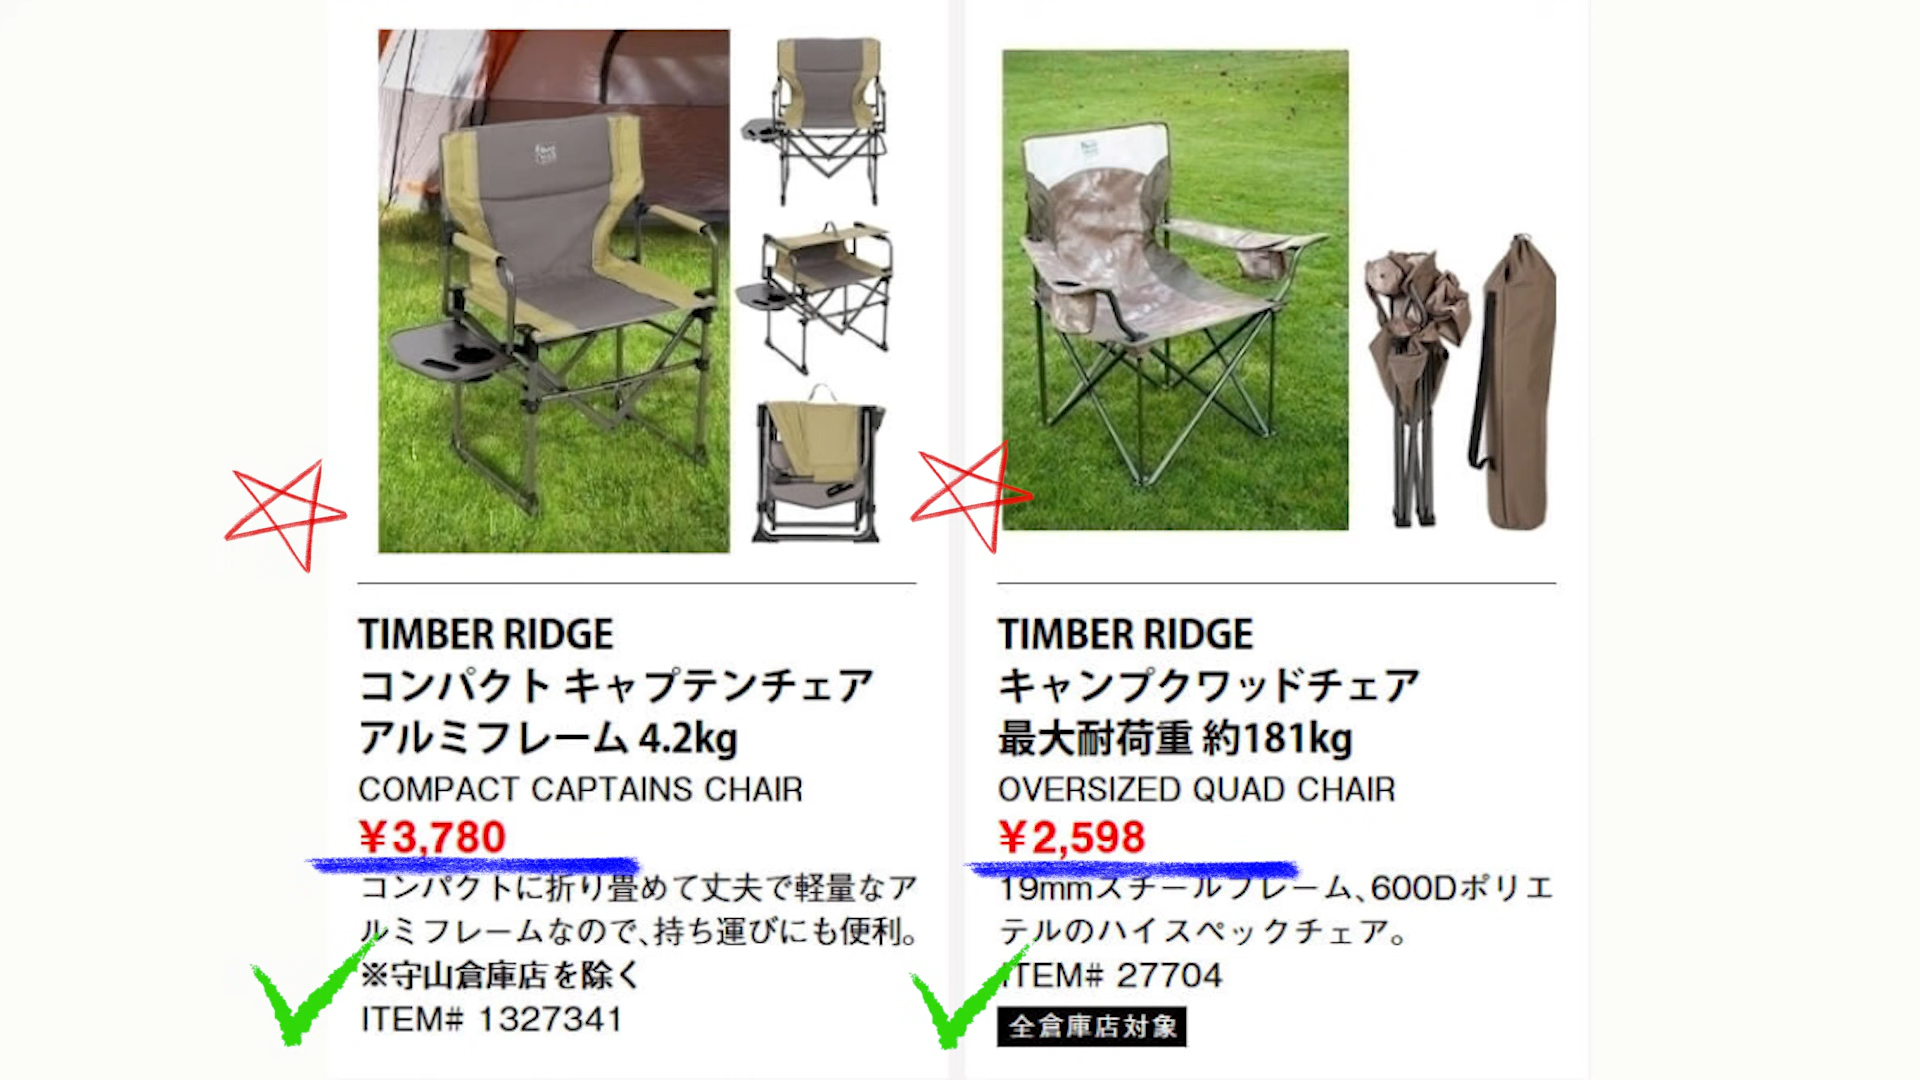 TIMBER RIDGE
コンパクト キャプテンチェア
アルミフレーム 4.2kg
COMPACT CAPTAINS CHAIR
¥3,780
コンパクトに折り畳めて丈夫で軽量なア
ルミフレームなので、持ち運びにも便利。
※守山倉庫店を除く
ITEM# 1327341
TIMBER RIDGE
キャンプクワッドチェア
最大耐荷重 約181kg
OVERSIZED QUAD CHAIR
¥2,598
19mmスチールフレーム、600Dポリエ
テルのハイスペックチェア。
ITEM# 27704
全倉庫店対象